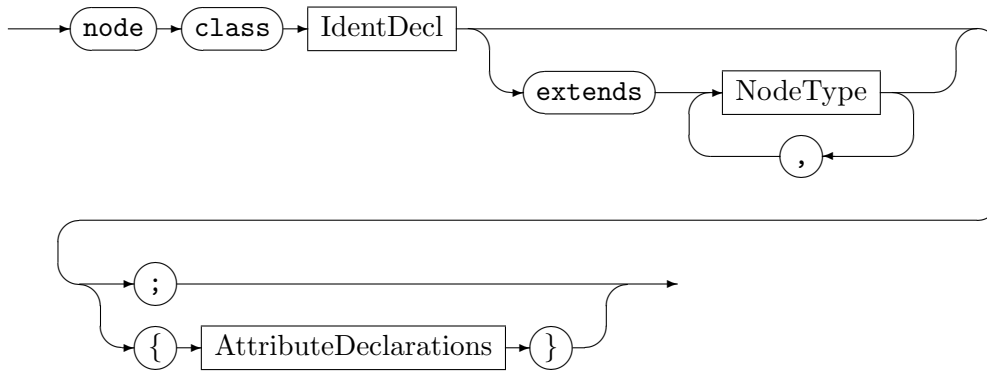 node class IdentDecl
extends NodeType
,
;
{ AttributeDeclarations }